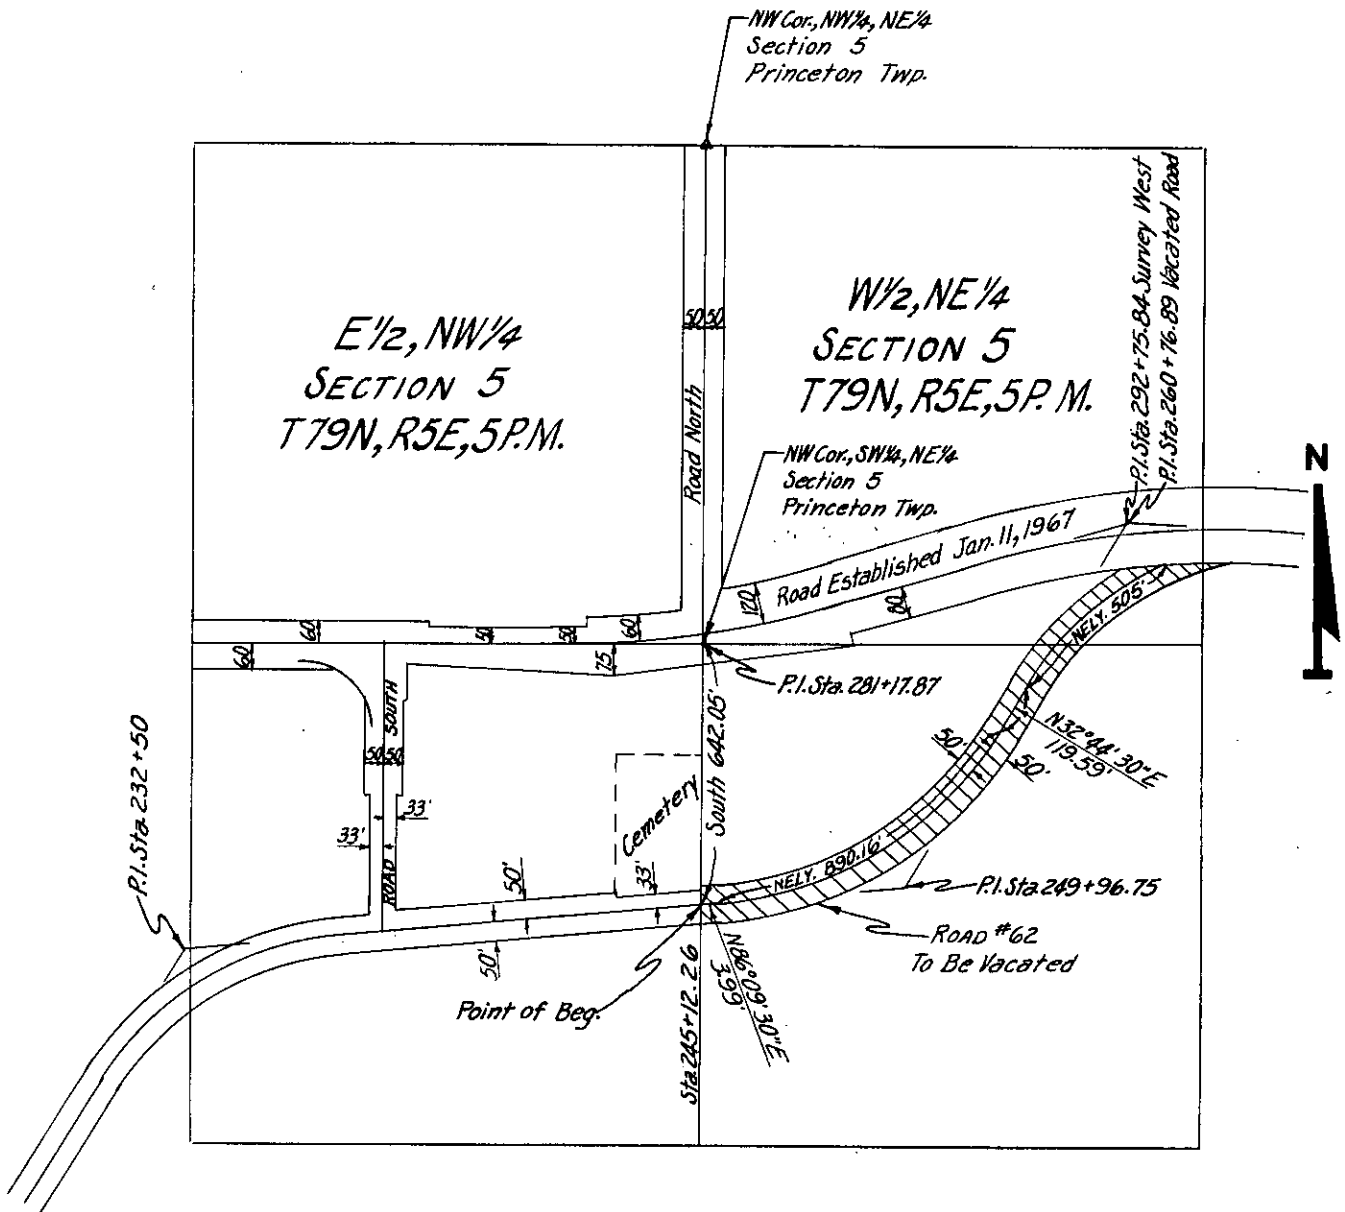 NW Cor., NW¼, NE¼
Section 5
Princeton Twp.
E½, NW¼
SECTION 5
T79N, R5E, 5P.M.
W½, NE¼
SECTION 5
T79N, R5E, 5P.M.
P.I. Sta. 292+75.84 Survey West
P.I. Sta. 260+76.89 Vacated Road
50 50
Road North
NW Cor., SW¼, NE¼
Section 5
Princeton Twp.
N
Road Established Jan. 11, 1967
120
80
60
50
50
60
60
75
P.I. Sta. 281+17.87
NELY. 505'
SOUTH
ROAD
50 50
33'
33'
P.I. Sta 232+50
South 642.05'
Cemetery
N32°44'30"E
119.59'
50'
50'
50'
33'
NELY. 890.16'
P.I. Sta 249+96.75
ROAD #62
To Be Vacated
50'
Point of Beg.
Sta 245+12.26
N86°09'30"E
3.99'